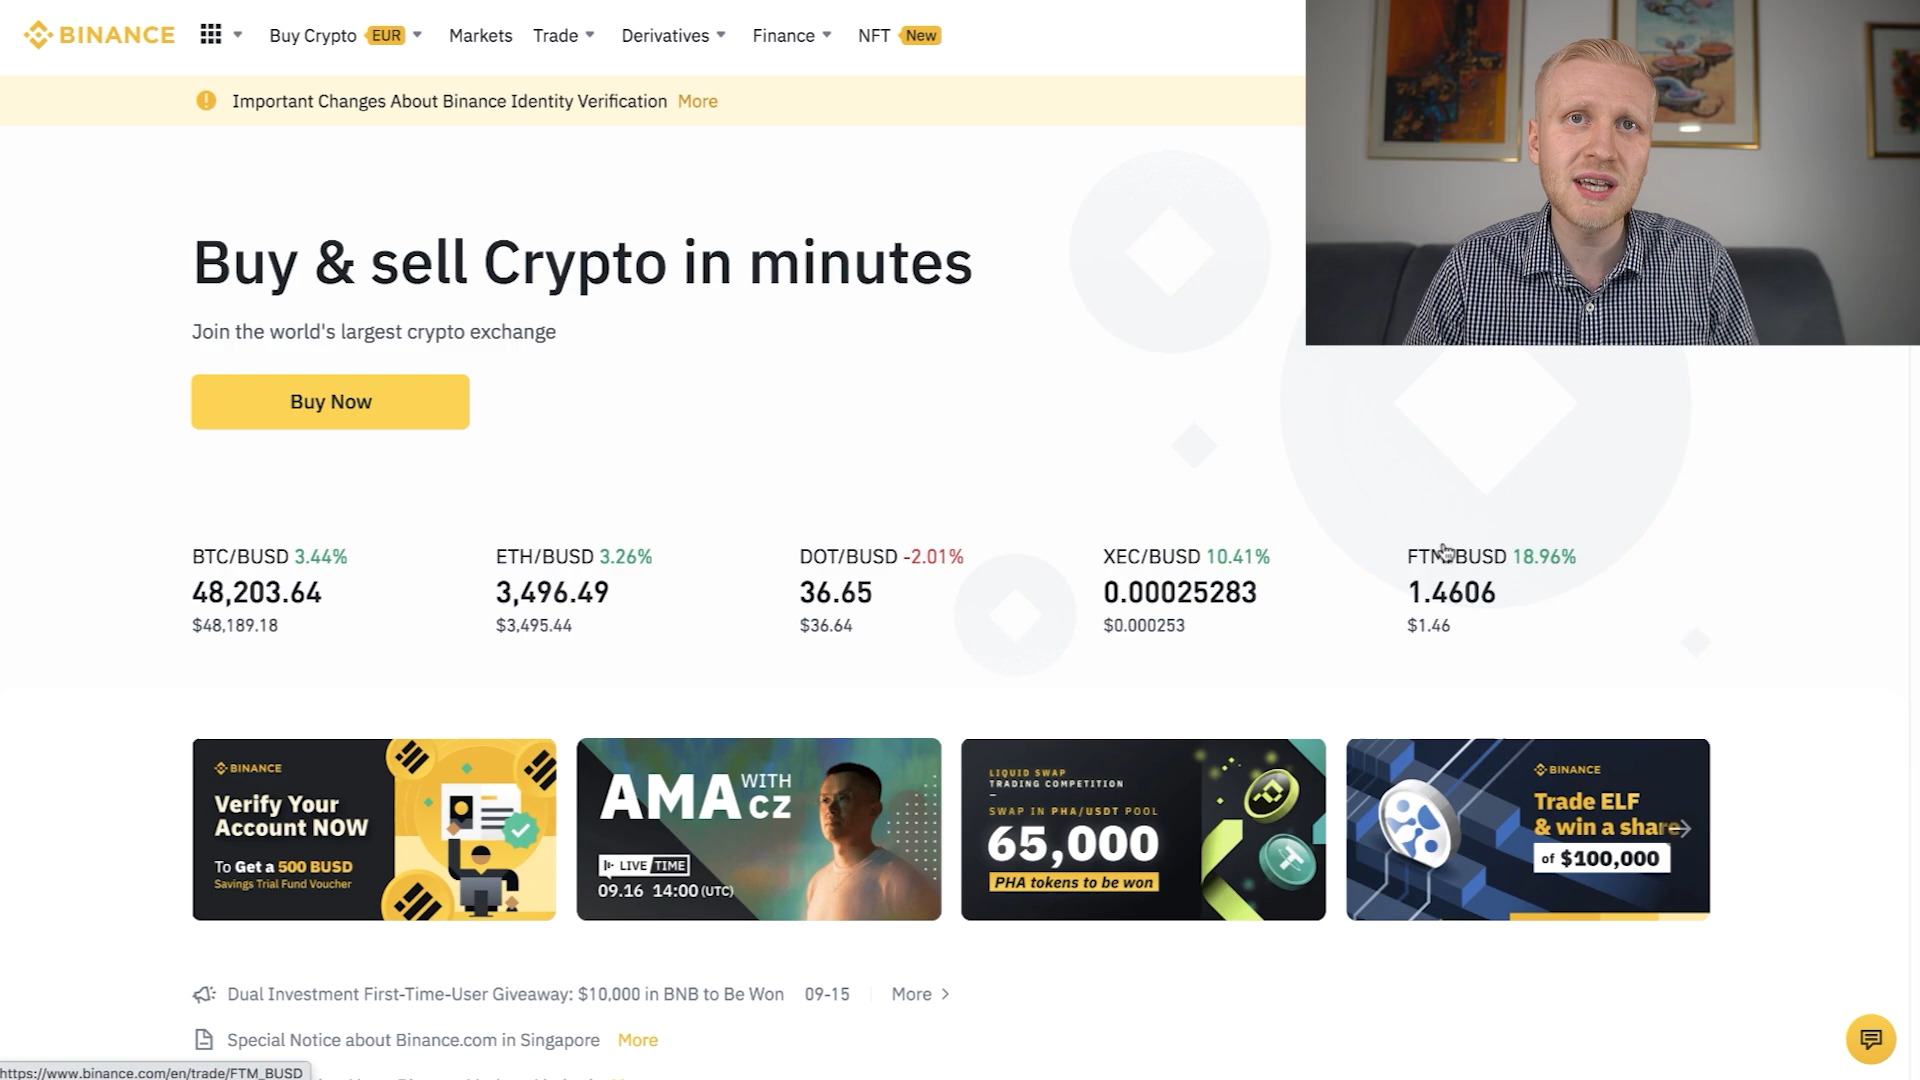 BINANCE
Buy Crypto EUR
Markets
Trade
Derivatives
Finance
NFT New
Important Changes About Binance Identity Verification More
Buy & sell Crypto in minutes
Join the world's largest crypto exchange
Buy Now
BTC/BUSD 3.44%
48,203.64
$48,189.18
ETH/BUSD 3.26%
3,496.49
$3,495.44
DOT/BUSD -2.01%
36.65
$36.64
XEC/BUSD 10.41%
0.00025283
$0.000253
FTM/BUSD 18.96%
1.4606
$1.46
BINANCE
Verify Your
Account NOW
To Get a 500 BUSD
Savings Trial Fund Voucher
AMA WITH
CZ
LIVE TIME
09.16 14:00 (UTC)
LIQUID SWAP
TRADING COMPETITION
SWAP IN PHA/USDT POOL
65,000
PHA tokens to be won
BINANCE
Trade ELF
& win a share
of $100,000
Dual Investment First-Time-User Giveaway: $10,000 in BNB to Be Won 09-15 More
Special Notice about Binance.com in Singapore More
https://www.binance.com/en/trade/FTM_BUSD